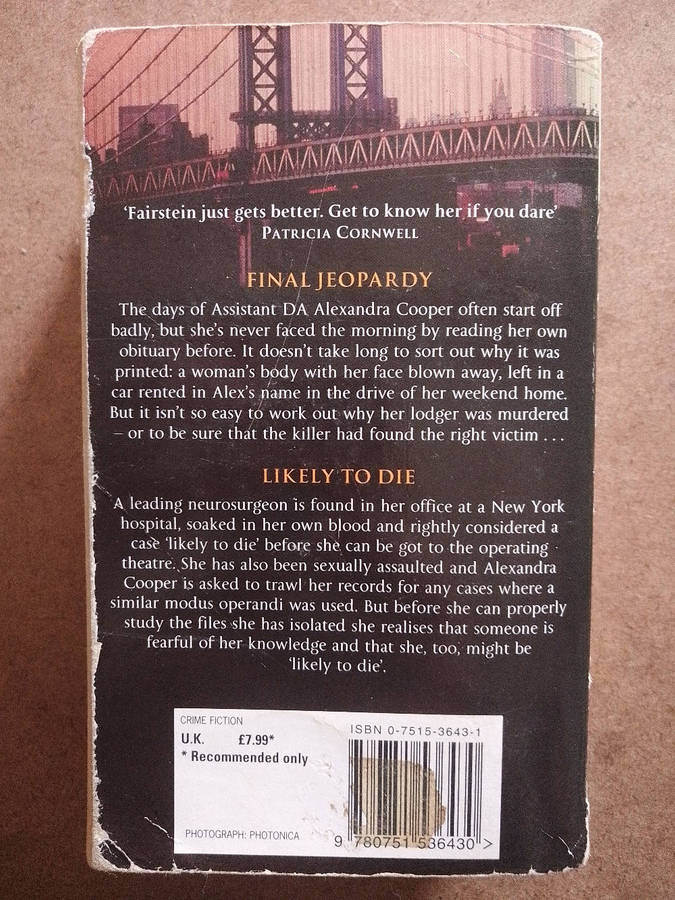 ‘Fairstein just gets better. Get to know her if you dare’
PATRICIA CORNWELL
FINAL JEOPARDY
The days of Assistant DA Alexandra Cooper often start off
badly, but she’s never faced the morning by reading her own
obituary before. It doesn’t take long to sort out why it was
printed: a woman’s body with her face blown away, left in a
car rented in Alex’s name in the drive of her weekend home.
But it isn’t so easy to work out why her lodger was murdered
– or to be sure that the killer had found the right victim . . .
LIKELY TO DIE
A leading neurosurgeon is found in her office at a New York
hospital, soaked in her own blood and rightly considered a
case ‘likely to die’ before she can be got to the operating
theatre. She has also been sexually assaulted and Alexandra
Cooper is asked to trawl her records for any cases where a
similar modus operandi was used. But before she can properly
study the files she has isolated she realises that someone is
fearful of her knowledge and that she, too, might be
‘likely to die’.
CRIME FICTION
U.K. £7.99*
* Recommended only
PHOTOGRAPH: PHOTONICA
ISBN 0-7515-3643-1
9 780751 536430 >